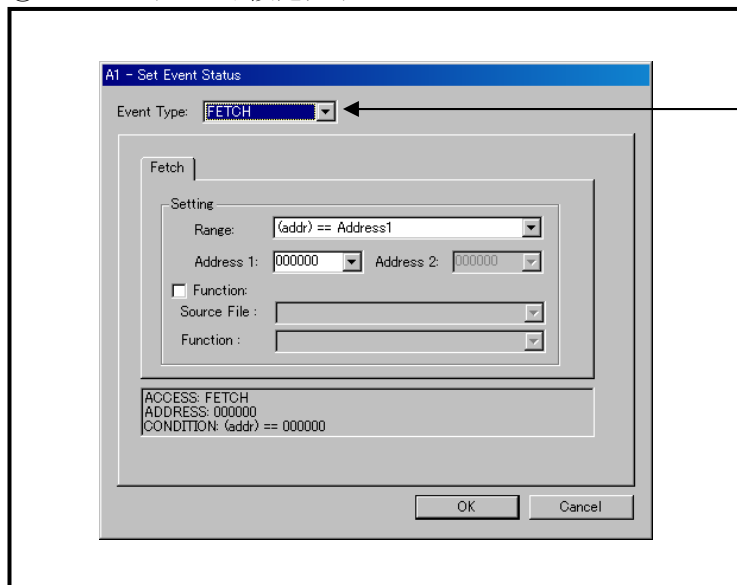 A1 - Set Event Status
Event Type: FETCH
Fetch
Setting
Range: (addr) == Address1
Address 1: 000000 Address 2: 000000
Function:
Source File :
Function :
ACCESS: FETCH
ADDRESS: 000000
CONDITION: (addr) == 000000
OK Cancel